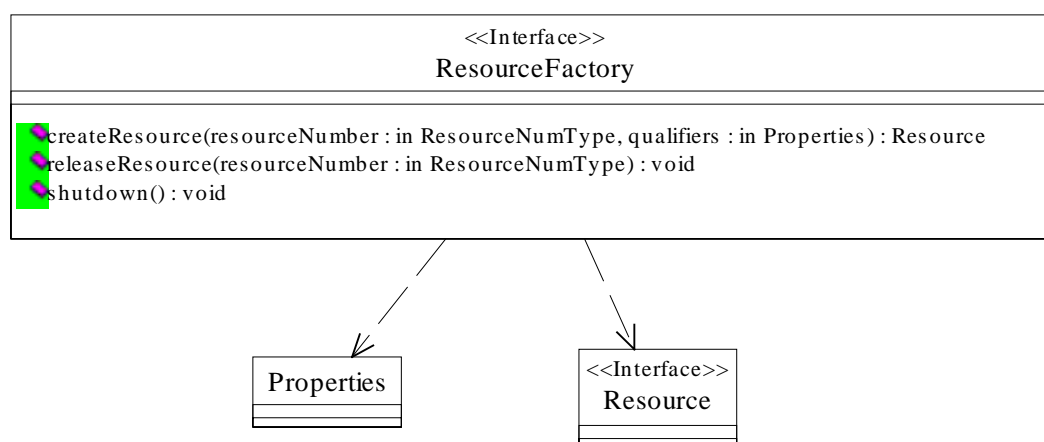 <<Interface>>
ResourceFactory
createResource(resourceNumber : in ResourceNumType, qualifiers : in Properties) : Resource
releaseResource(resourceNumber : in ResourceNumType) : void
shutdown() : void
Properties
<<Interface>>
Resource